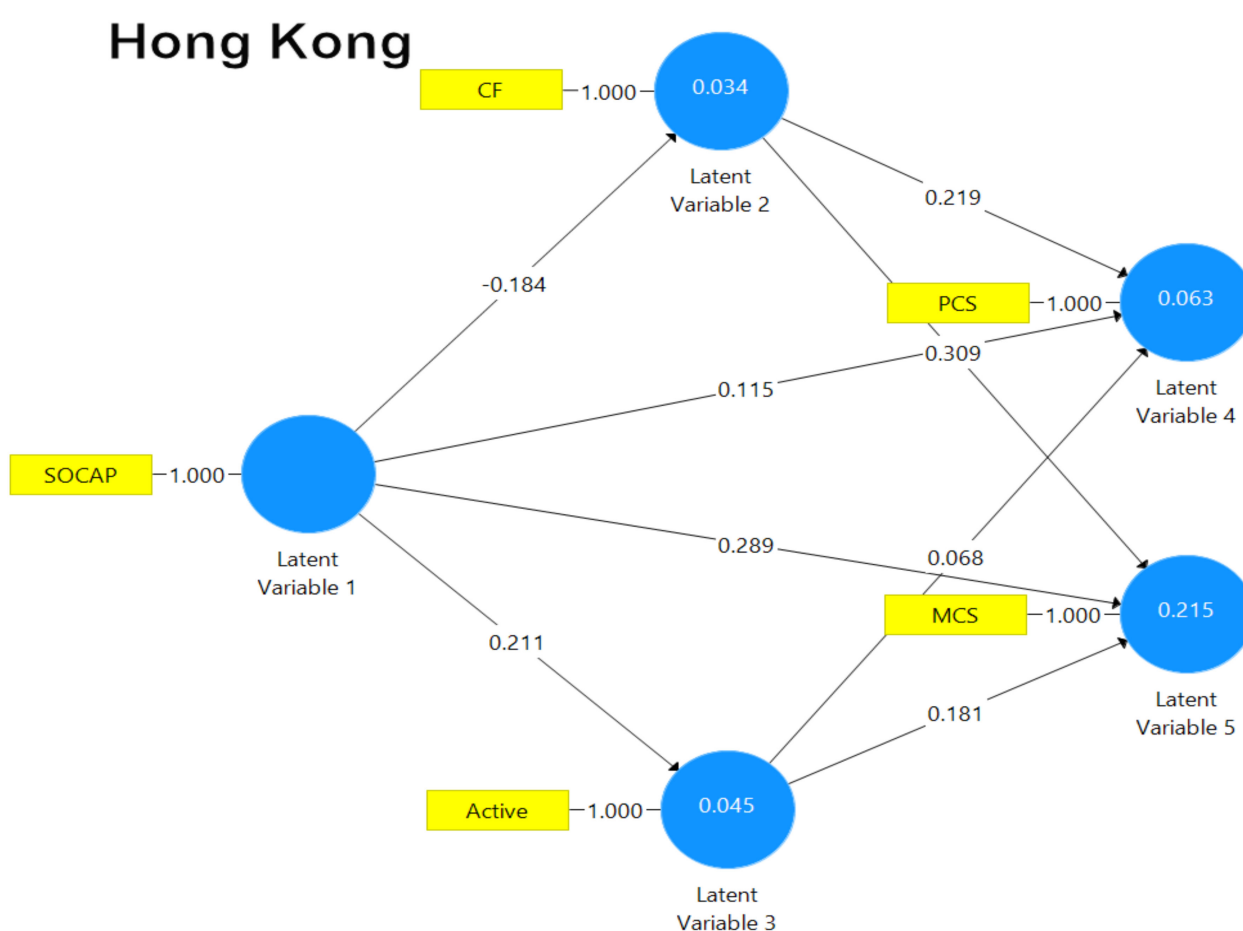 Hong Kong
CF
1.000
0.034
Latent
Variable 2
0.219
-0.184
PCS
1.000
0.063
0.309
Latent
Variable 4
0.115
SOCAP
1.000
Latent
Variable 1
0.289
0.068
MCS
1.000
0.215
0.211
Latent
Variable 5
0.181
Active
1.000
0.045
Latent
Variable 3